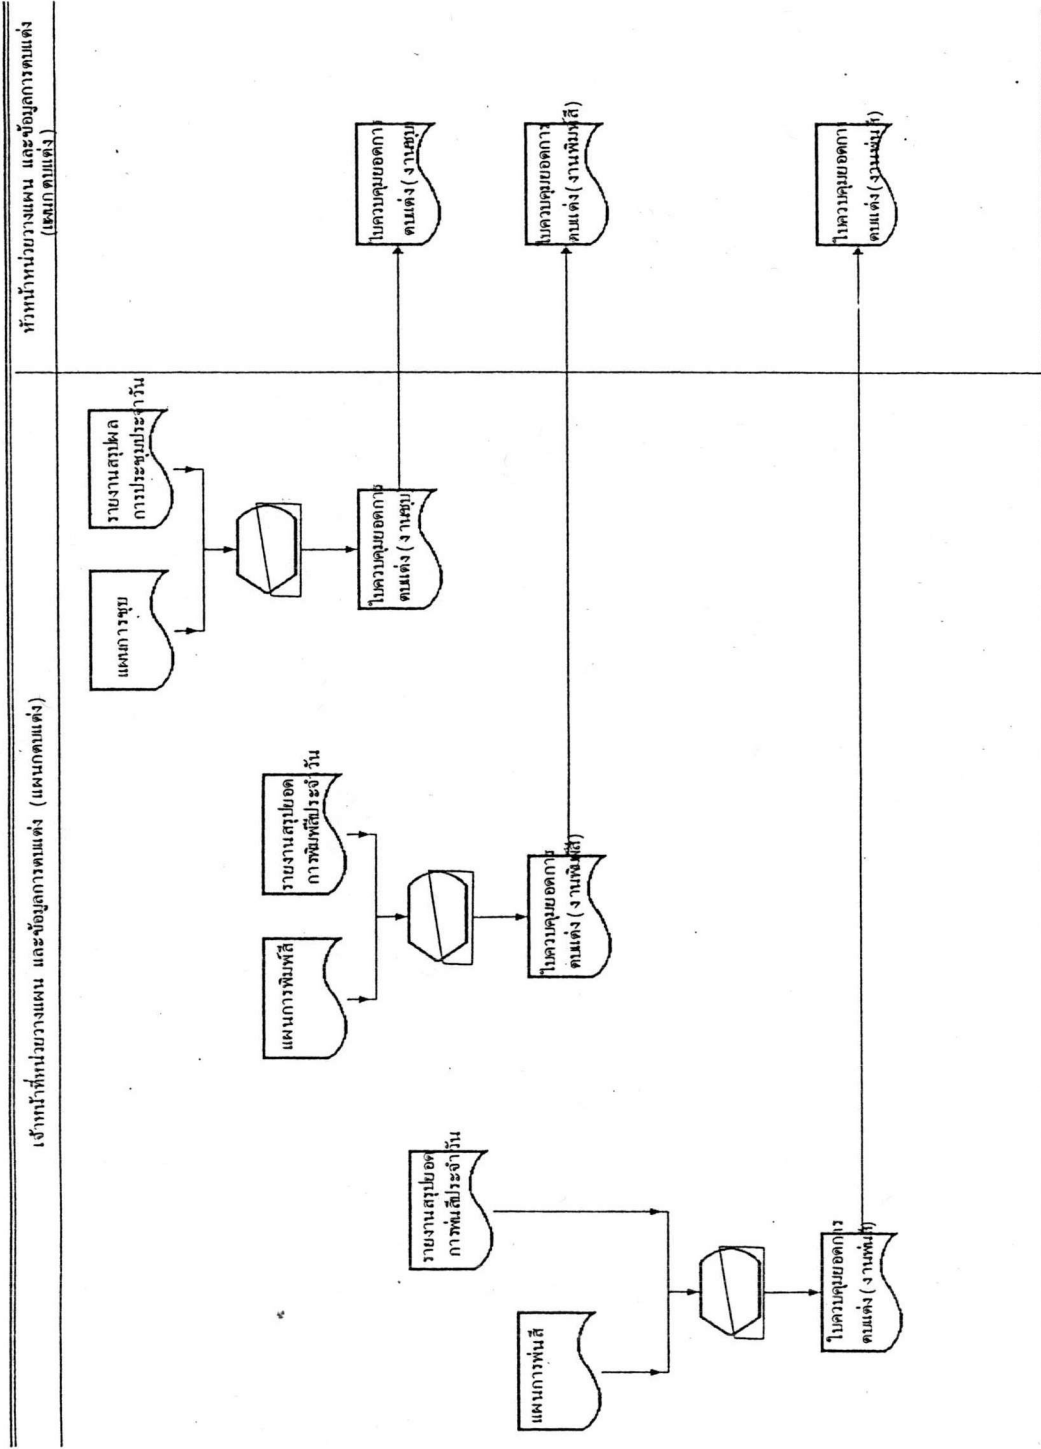 เจ้าหน้าที่หน่วยวางแผน และข้อมูลการตบแต่ง (แผนกตบแต่ง)
หัวหน้าหน่วยวางแผน และข้อมูลการตบแต่ง
(แผนกตบแต่ง)
แผนการชุบ
รายงานสรุปผล
การประชุมประจำวัน
ใบควบคุมยอดการ
ตบแต่ง (งานชุบ
ใบควบคุมยอดการ
ตบแต่ง (งานชุบ
แผนการพิมพ์สี
รายงานสรุปยอด
การพิมพ์สีประจำวัน
ใบควบคุมยอดการ
ตบแต่ง (งานพิมพ์สี)
ใบควบคุมยอดการ
ตบแต่ง (งานพิมพ์สี)
แผนการพ่นสี
รายงานสรุปยอด
การพ่นสีประจำวัน
ใบควบคุมยอดการ
ตบแต่ง (งานพ่นสี)
ใบควบคุมยอดการ
ตบแต่ง (งานพ่นสี)